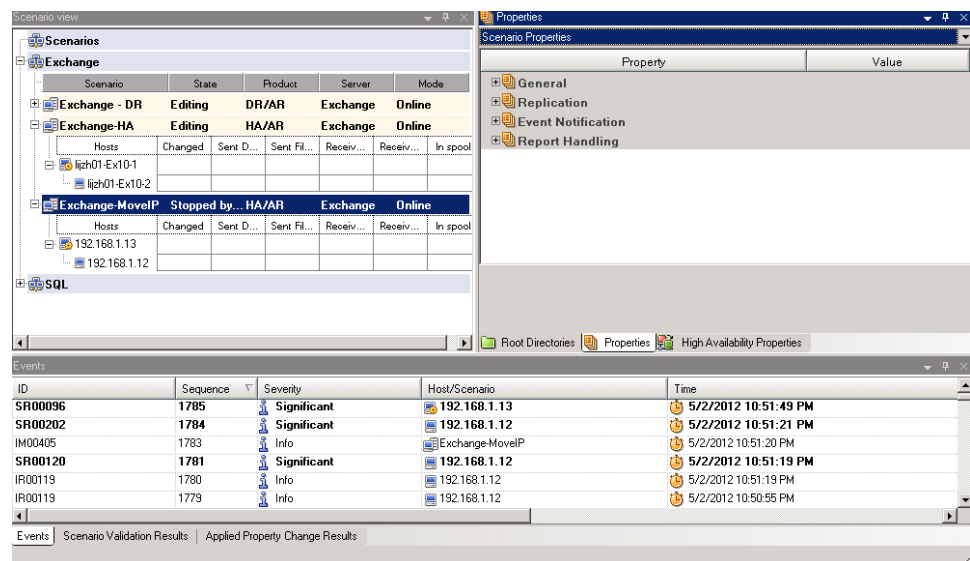 Scenario view
Scenarios
Exchange
Scenario State Product Server Mode
Exchange - DR Editing DR/AR Exchange Online
Exchange-HA Editing HA/AR Exchange Online
Hosts Changed Sent D... Sent Fil... Receiv... Receiv... In spool
lijzh01-Ex10-1
lijzh01-Ex10-2
Exchange-MoveIP Stopped by... HA/AR Exchange Online
Hosts Changed Sent D... Sent Fil... Receiv... Receiv... In spool
192.168.1.13
192.168.1.12
SQL
Properties
Scenario Properties
Property Value
General
Replication
Event Notification
Report Handling
Root Directories Properties High Availability Properties
Events
ID Sequence Severity Host/Scenario Time
SR00096 1785 Significant 192.168.1.13 5/2/2012 10:51:49 PM
SR00202 1784 Significant 192.168.1.12 5/2/2012 10:51:21 PM
IM00405 1783 Info Exchange-MoveIP 5/2/2012 10:51:20 PM
SR00120 1781 Significant 192.168.1.12 5/2/2012 10:51:19 PM
IR00119 1780 Info 192.168.1.12 5/2/2012 10:51:19 PM
IR00119 1779 Info 192.168.1.12 5/2/2012 10:50:55 PM
Events Scenario Validation Results Applied Property Change Results